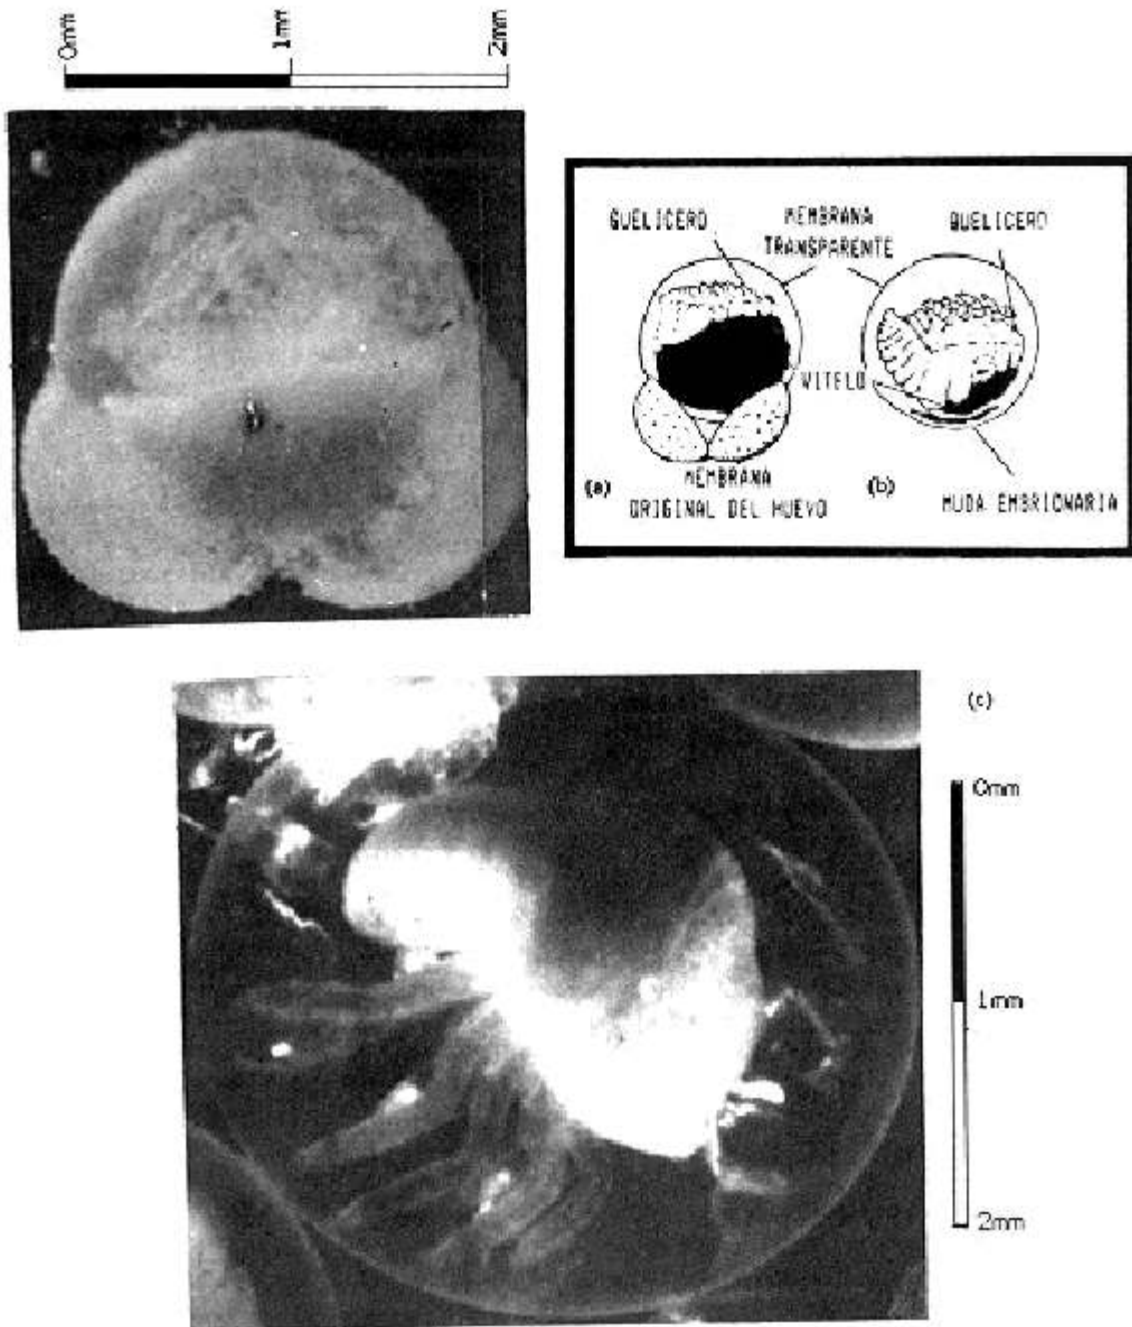 0mm
1mm
2mm
QUELICERO
MEMBRANA
TRANSPARENTE
QUELICERO
VITELO
(a)
MEMBRANA
ORIGINAL DEL HUEVO
(b)
MUDA EMBRIONARIA
(c)
0mm
1mm
2mm